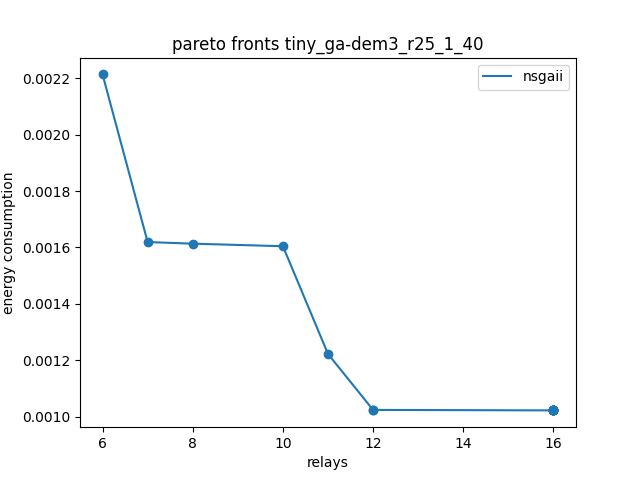 pareto fronts tiny_ga-dem3_r25_1_40
nsgaii
0.0022
0.0020
0.0018
0.0016
0.0014
0.0012
0.0010
energy consumption
6 8 10 12 14 16
relays